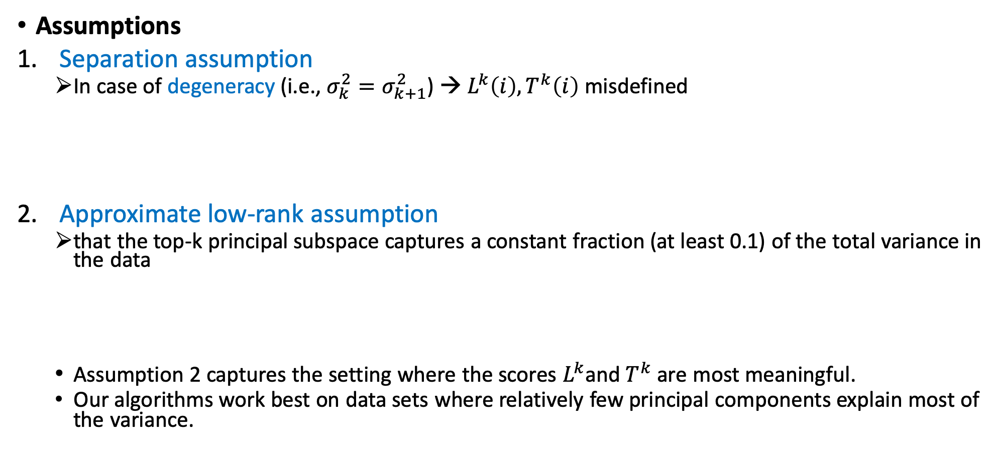 • Assumptions
1. Separation assumption
➢In case of degeneracy (i.e., σ_k^2 = σ_{k+1}^2) → L^k(i), T^k(i) misdefined
2. Approximate low-rank assumption
➢that the top-k principal subspace captures a constant fraction (at least 0.1) of the total variance in
the data
• Assumption 2 captures the setting where the scores L^k and T^k are most meaningful.
• Our algorithms work best on data sets where relatively few principal components explain most of
the variance.